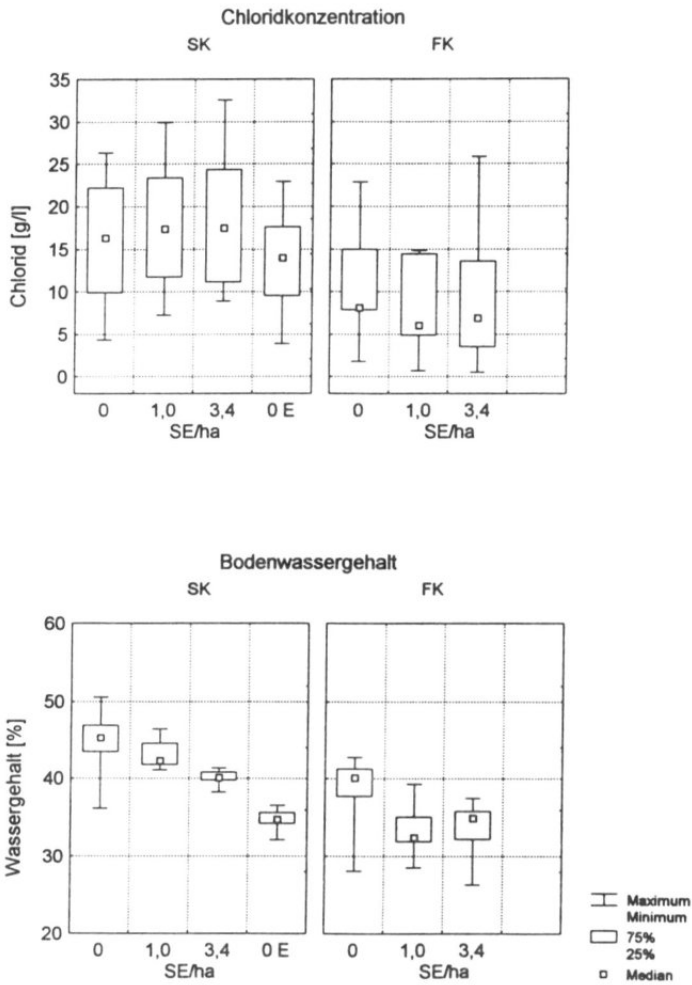 Chloridkonzentration
SK
FK
Chlorid [g/l]
35
30
25
20
15
10
5
0
0 1,0 3,4 0 E
SE/ha
0 1,0 3,4
SE/ha
Bodenwassergehalt
SK
FK
Wassergehalt [%]
60
50
40
30
20
0 1,0 3,4 0 E
SE/ha
0 1,0 3,4
SE/ha
Maximum
Minimum
75%
25%
Median